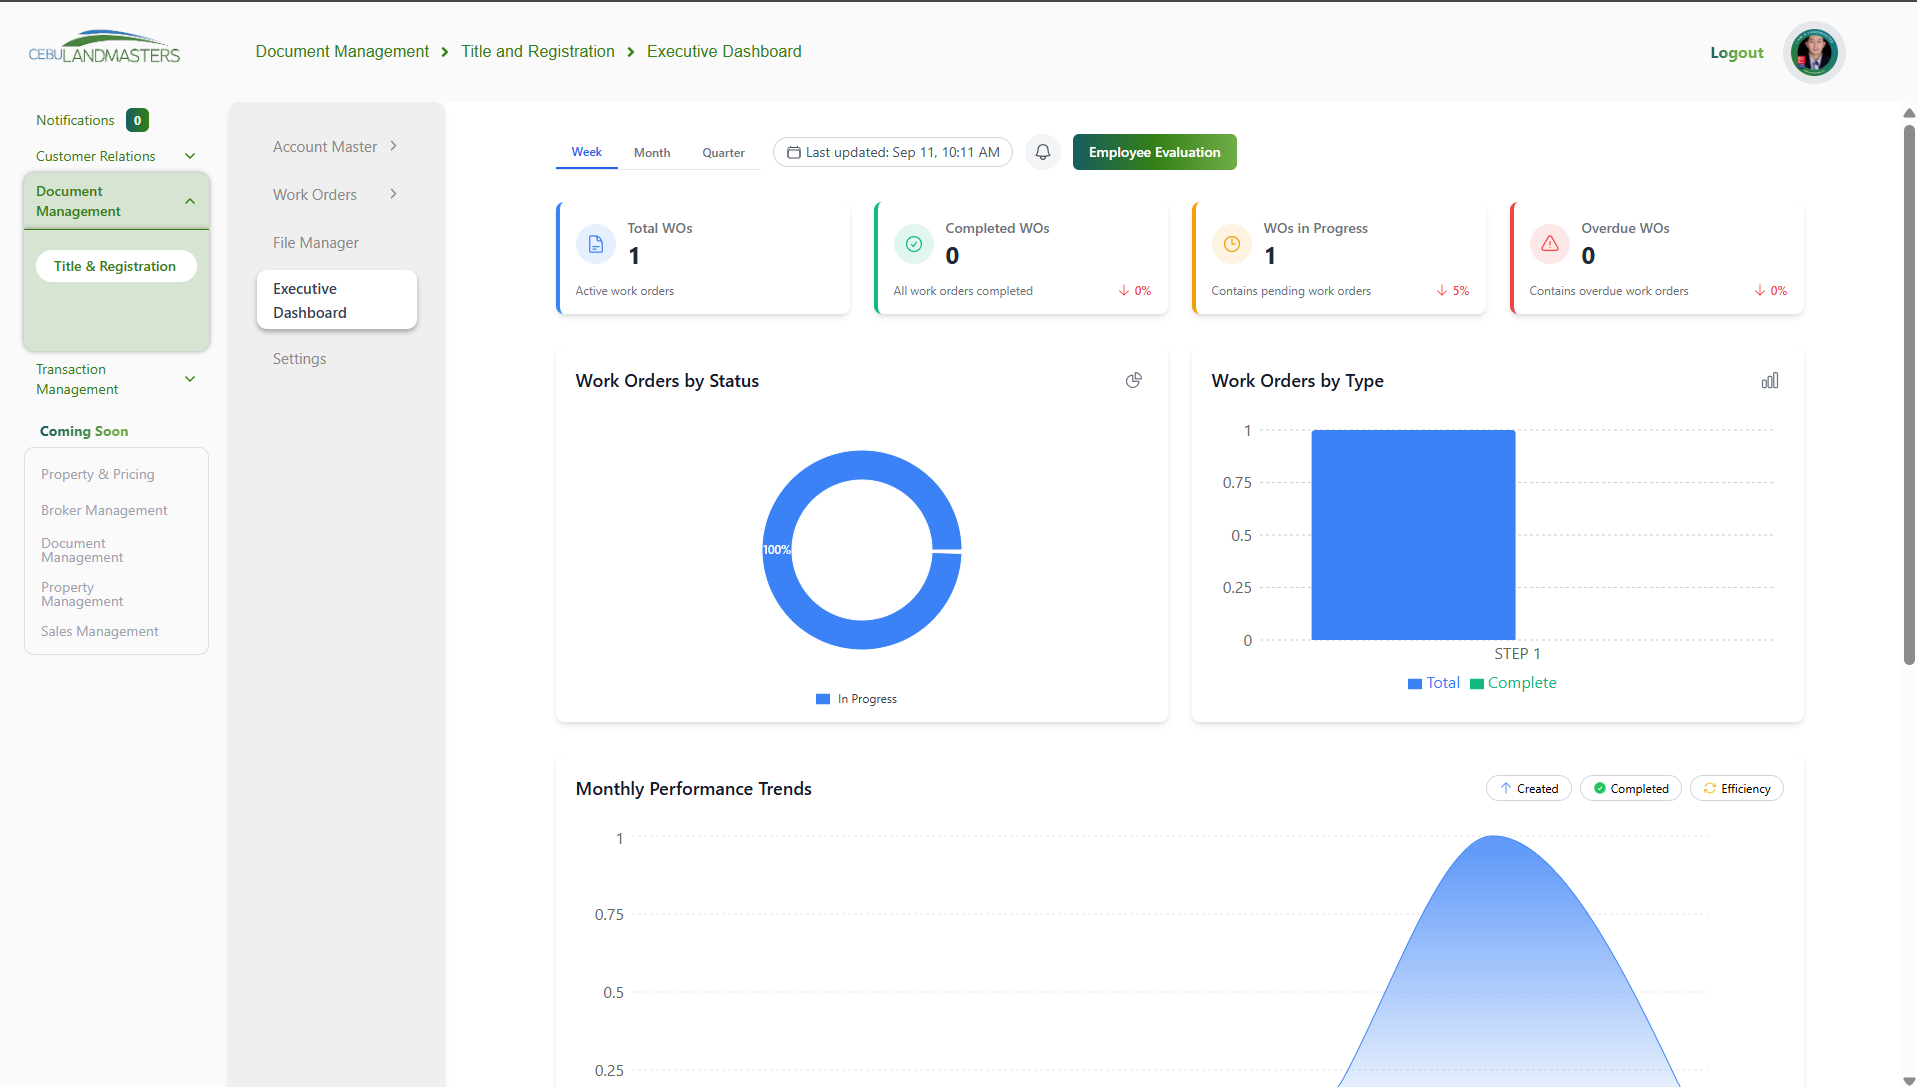 CEBULANDMASTERS
Document Management
Title and Registration
Executive Dashboard
Logout
Notifications 0
Customer Relations
Document
Management
Title & Registration
Transaction
Management
Coming Soon
Property & Pricing
Broker Management
Document
Management
Property
Management
Sales Management
Account Master
Work Orders
File Manager
Executive
Dashboard
Settings
Week
Month
Quarter
Last updated: Sep 11, 10:11 AM
Employee Evaluation
Total WOs
1
Active work orders
Completed WOs
0
All work orders completed
0%
WOs in Progress
1
Contains pending work orders
5%
Overdue WOs
0
Contains overdue work orders
0%
Work Orders by Status
100%
In Progress
Work Orders by Type
1
0.75
0.5
0.25
0
STEP 1
Total
Complete
Monthly Performance Trends
Created
Completed
Efficiency
1
0.75
0.5
0.25